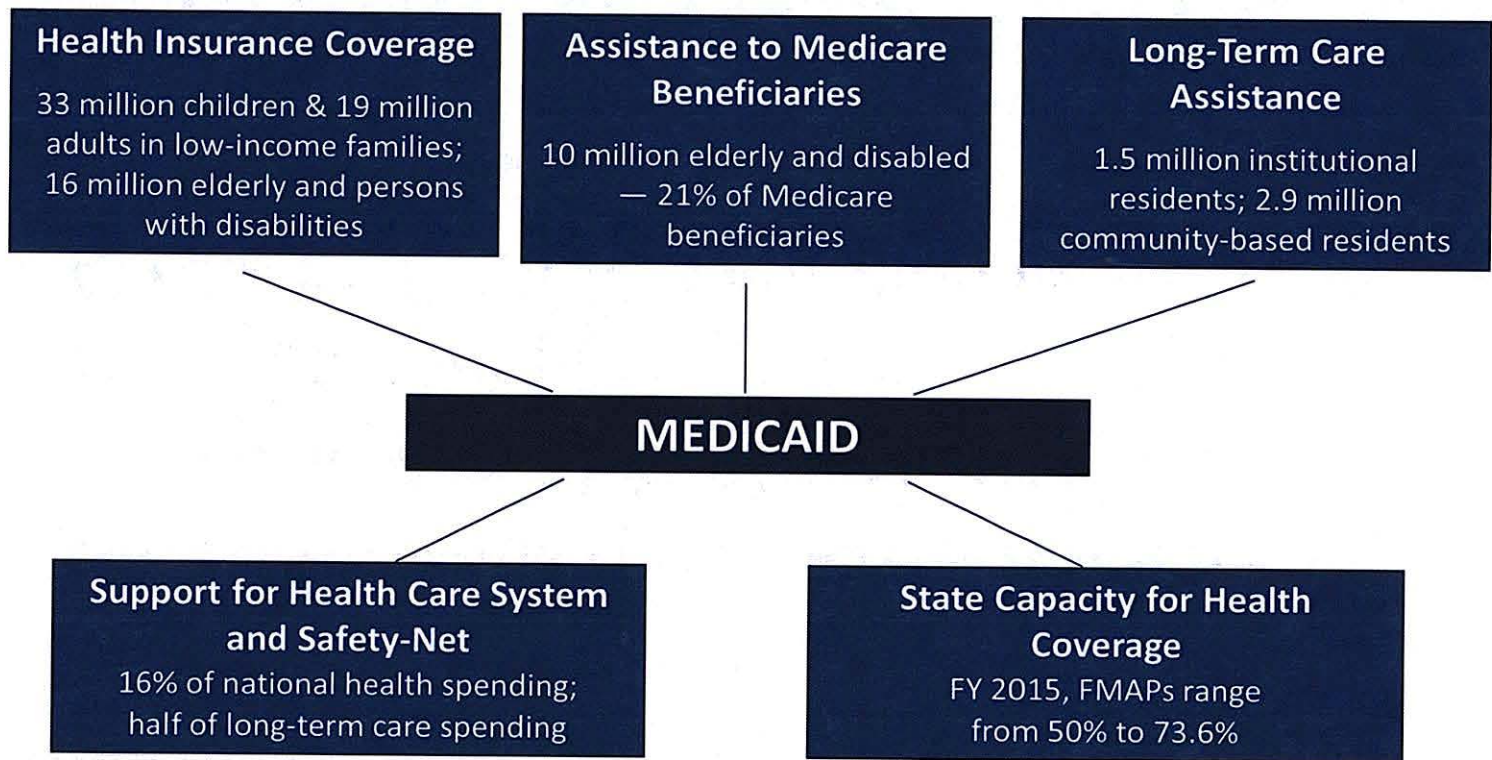 Health Insurance Coverage
33 million children & 19 million
adults in low-income families;
16 million elderly and persons
with disabilities
Assistance to Medicare
Beneficiaries
10 million elderly and disabled
— 21% of Medicare
beneficiaries
Long-Term Care
Assistance
1.5 million institutional
residents; 2.9 million
community-based residents
MEDICAID
Support for Health Care System
and Safety-Net
16% of national health spending;
half of long-term care spending
State Capacity for Health
Coverage
FY 2015, FMAPs range
from 50% to 73.6%